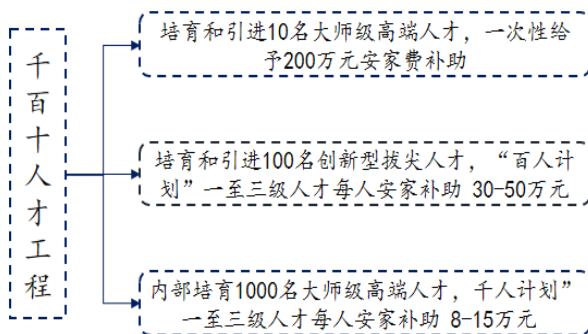 千百十人才工程
培育和引进10名大师级高端人才，一次性给
予200万元安家费补助
培育和引进100名创新型拔尖人才，“百人计
划”一至三级人才每人安家补助 30-50万元
内部培育1000名大师级高端人才，千人计划”
一至三级人才每人安家补助 8-15万元